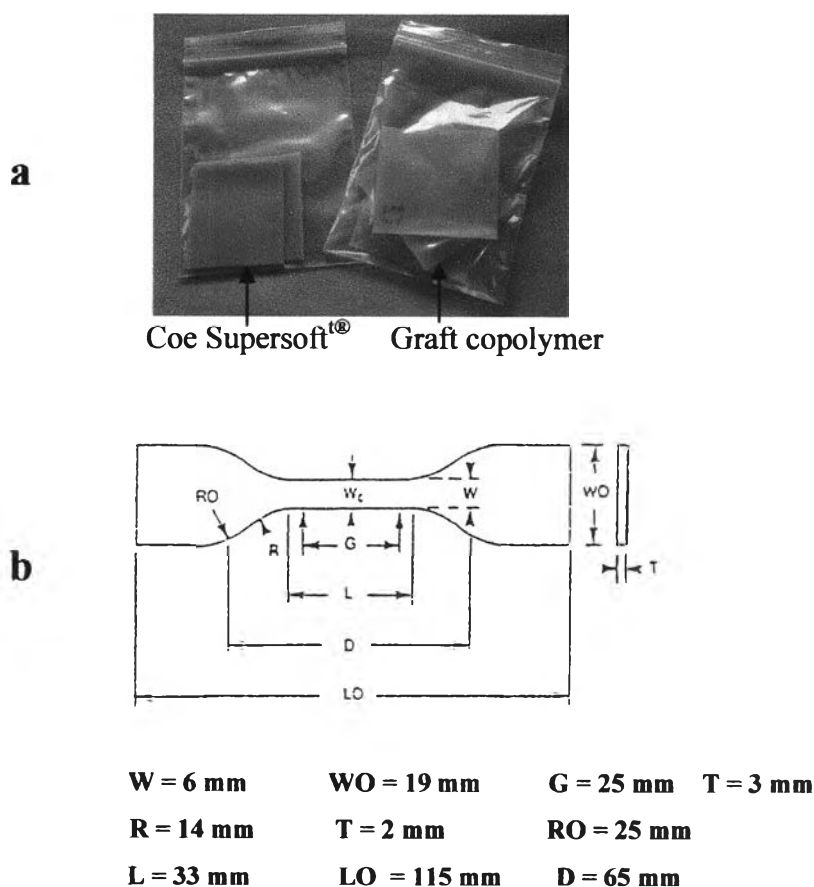 a
Coe Supersoft^t® Graft copolymer
b
RO
R
W_c
W
WO
T
G
L
D
LO
W = 6 mm WO = 19 mm G = 25 mm T = 3 mm
R = 14 mm T = 2 mm RO = 25 mm
L = 33 mm LO = 115 mm D = 65 mm